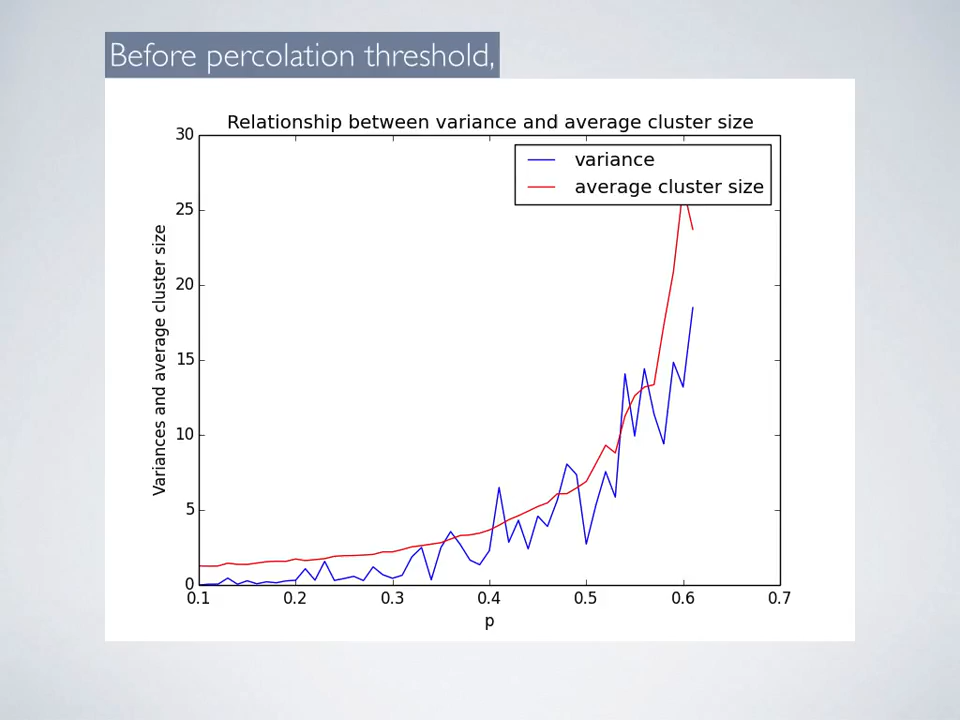 Before percolation threshold,
Relationship between variance and average cluster size
variance
average cluster size
Variances and average cluster size
30
25
20
15
10
5
0
0.1 0.2 0.3 0.4 0.5 0.6 0.7
p